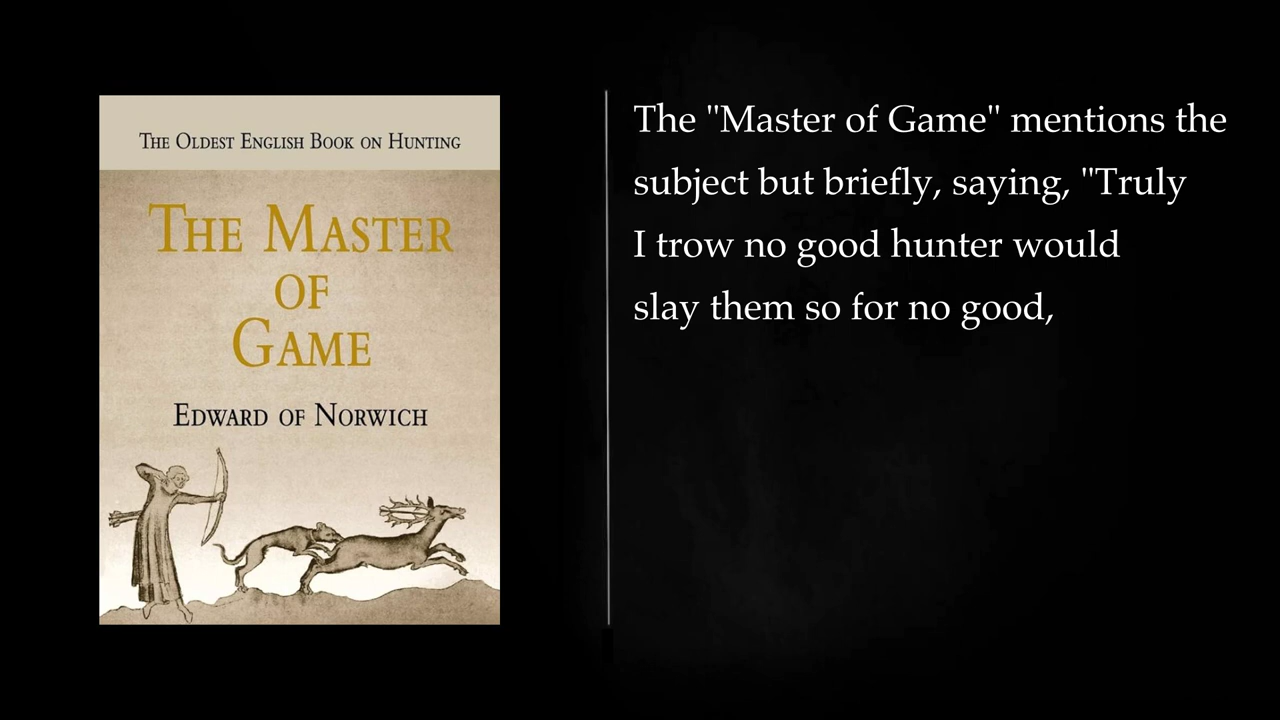 The Oldest English Book on Hunting
The Master
of
Game
Edward of Norwich
The "Master of Game" mentions the
subject but briefly, saying, "Truly
I trow no good hunter would
slay them so for no good,